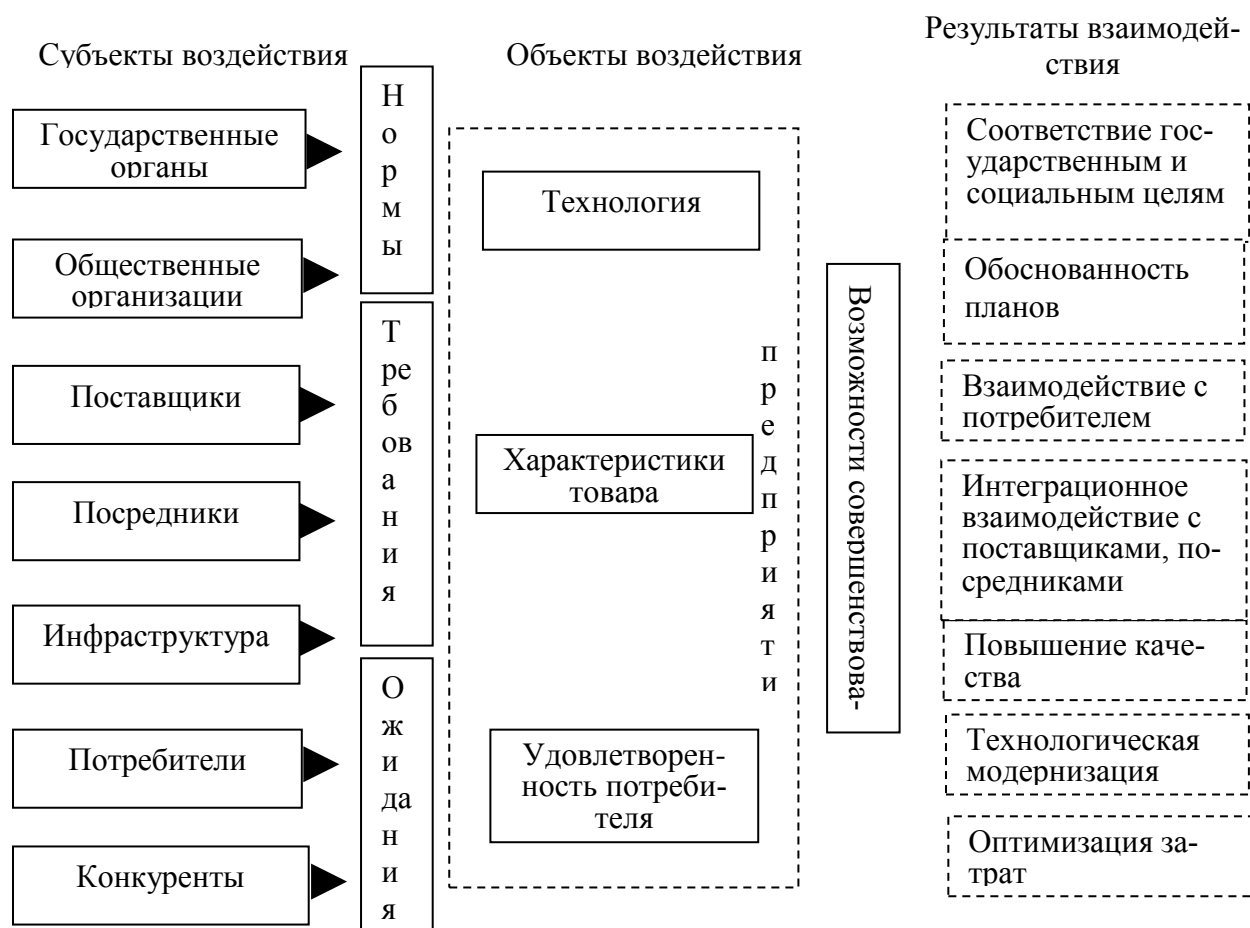 Субъекты воздействия
Объекты воздействия
Результаты взаимодей-
ствия
Государственные
органы
Общественные
организации
Поставщики
Посредники
Инфраструктура
Потребители
Конкуренты
Н
о
р
м
ы
Т
ре
б
ов
а
н
и
я
О
ж
и
да
н
и
я
Технология
Характеристики
товара
Удовлетворен-
ность потреби-
теля
п
р
е
д
п
р
и
я
т
и
Возможности совершенствова-
Соответствие гос-
ударственным и
социальным целям
Обоснованность
планов
Взаимодействие с
потребителем
Интеграционное
взаимодействие с
поставщиками, по-
средниками
Повышение каче-
ства
Технологическая
модернизация
Оптимизация за-
трат